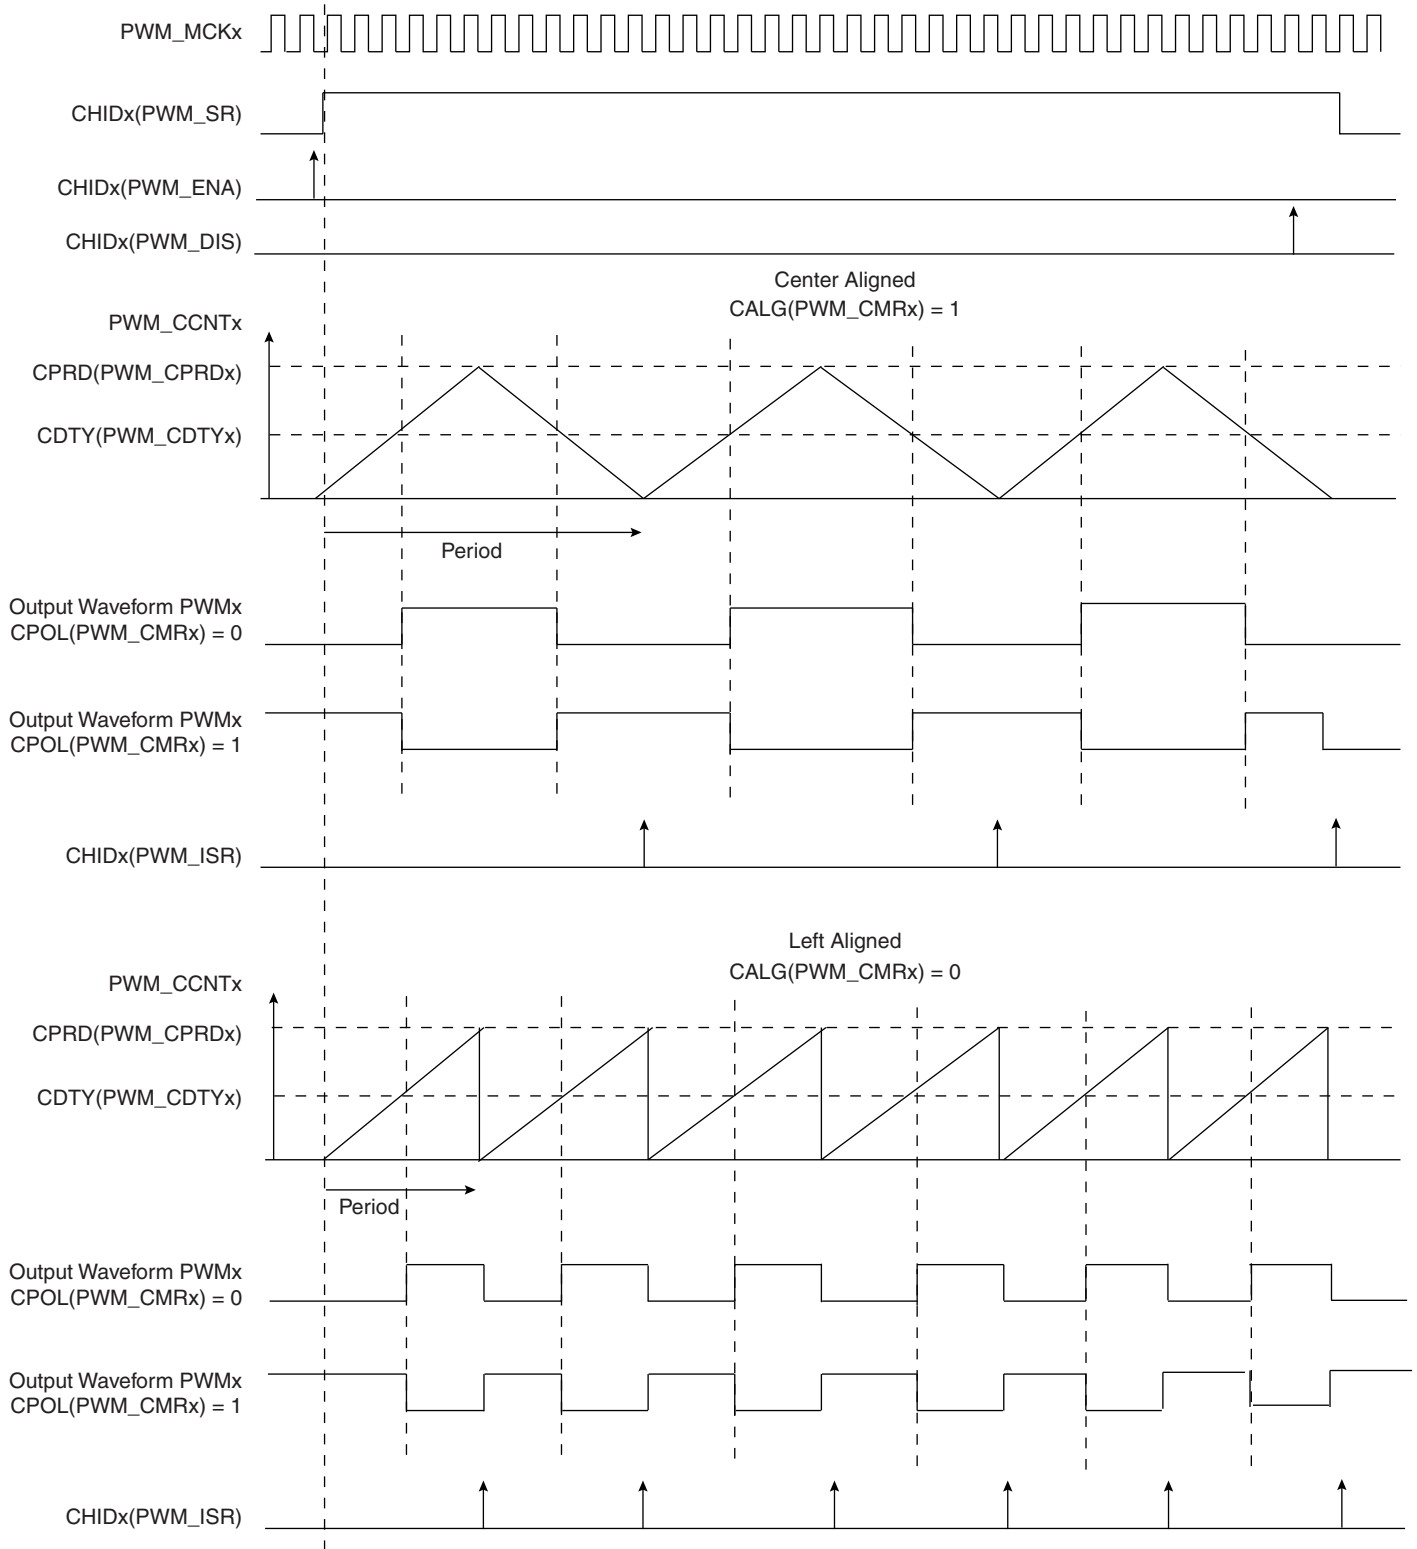 PWM_MCKx
CHIDx(PWM_SR)
CHIDx(PWM_ENA)
CHIDx(PWM_DIS)
Center Aligned
CALG(PWM_CMRx) = 1
PWM_CCNTx
CPRD(PWM_CPRDx)
CDTY(PWM_CDTYx)
Period
Output Waveform PWMx
CPOL(PWM_CMRx) = 0
Output Waveform PWMx
CPOL(PWM_CMRx) = 1
CHIDx(PWM_ISR)
Left Aligned
CALG(PWM_CMRx) = 0
PWM_CCNTx
CPRD(PWM_CPRDx)
CDTY(PWM_CDTYx)
Period
Output Waveform PWMx
CPOL(PWM_CMRx) = 0
Output Waveform PWMx
CPOL(PWM_CMRx) = 1
CHIDx(PWM_ISR)